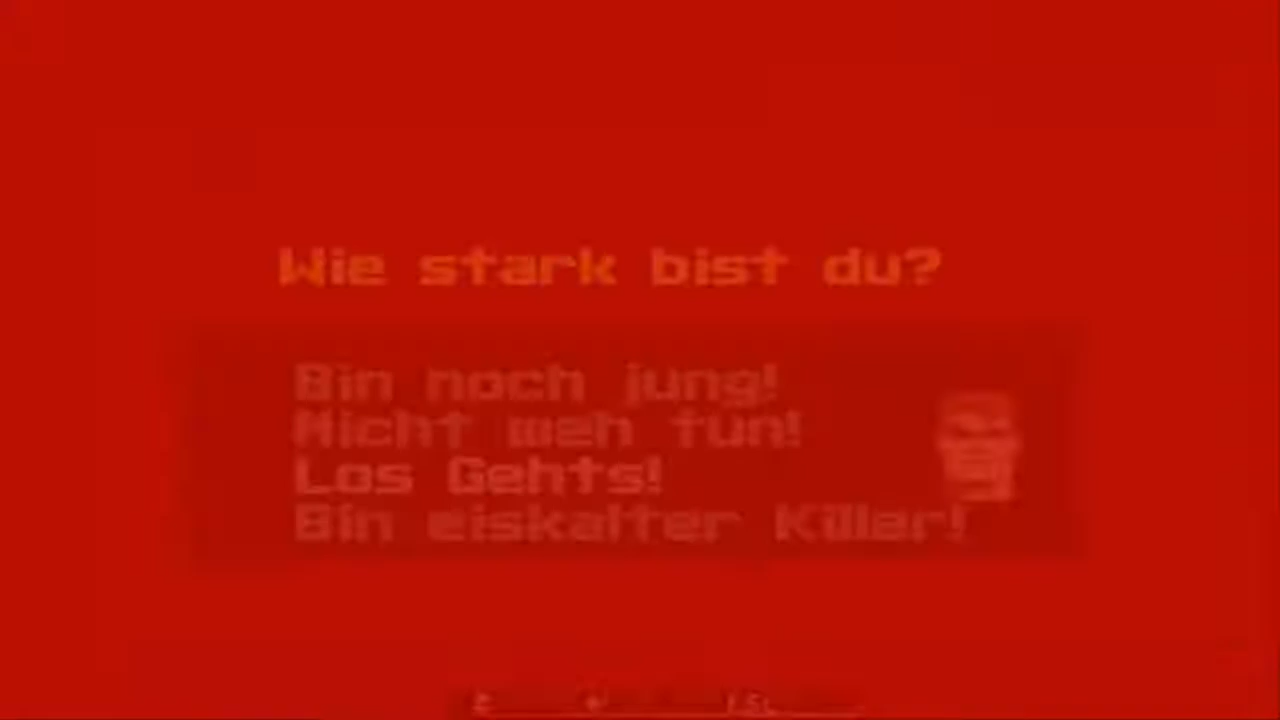 Wie stark bist du?
Bin noch jung!
Nicht weh tun!
Los Gehts!
Bin eiskalter Killer!